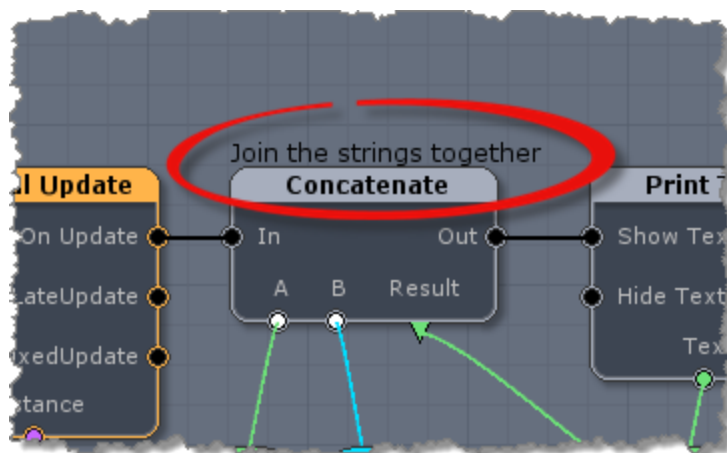 Join the strings together
l Update
Concatenate
Print
On Update
In
Out
Show Tex
LateUpdate
A
B
Result
Hide Text
ixedUpdate
Tex
stance